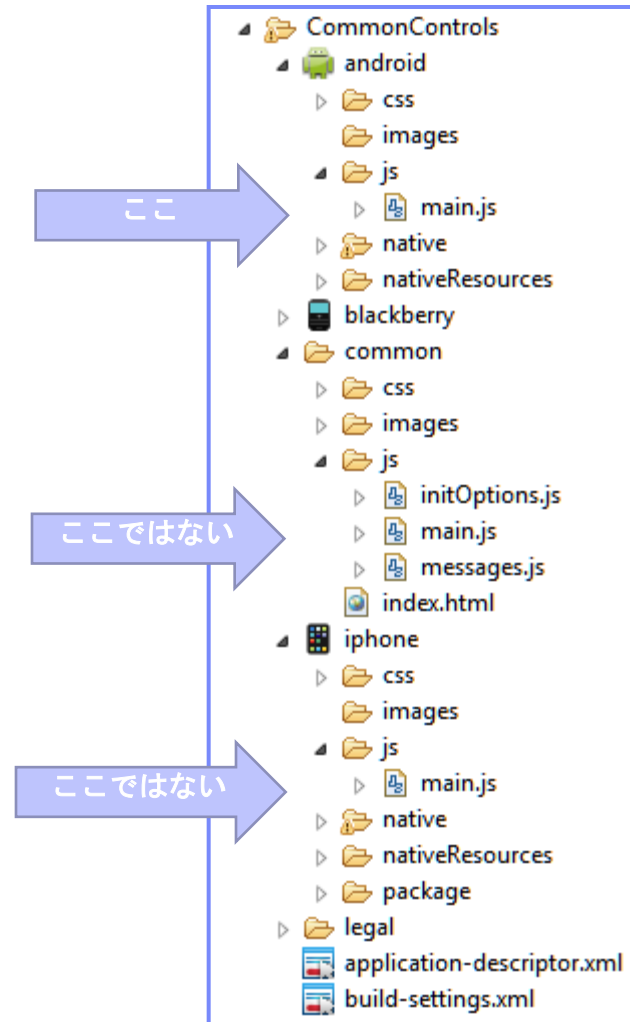 CommonControls
android
css
images
js
ここ
main.js
native
nativeResources
blackberry
common
css
images
js
initOptions.js
ここではない
main.js
messages.js
index.html
iphone
css
images
js
ここではない
main.js
native
nativeResources
package
legal
application-descriptor.xml
build-settings.xml